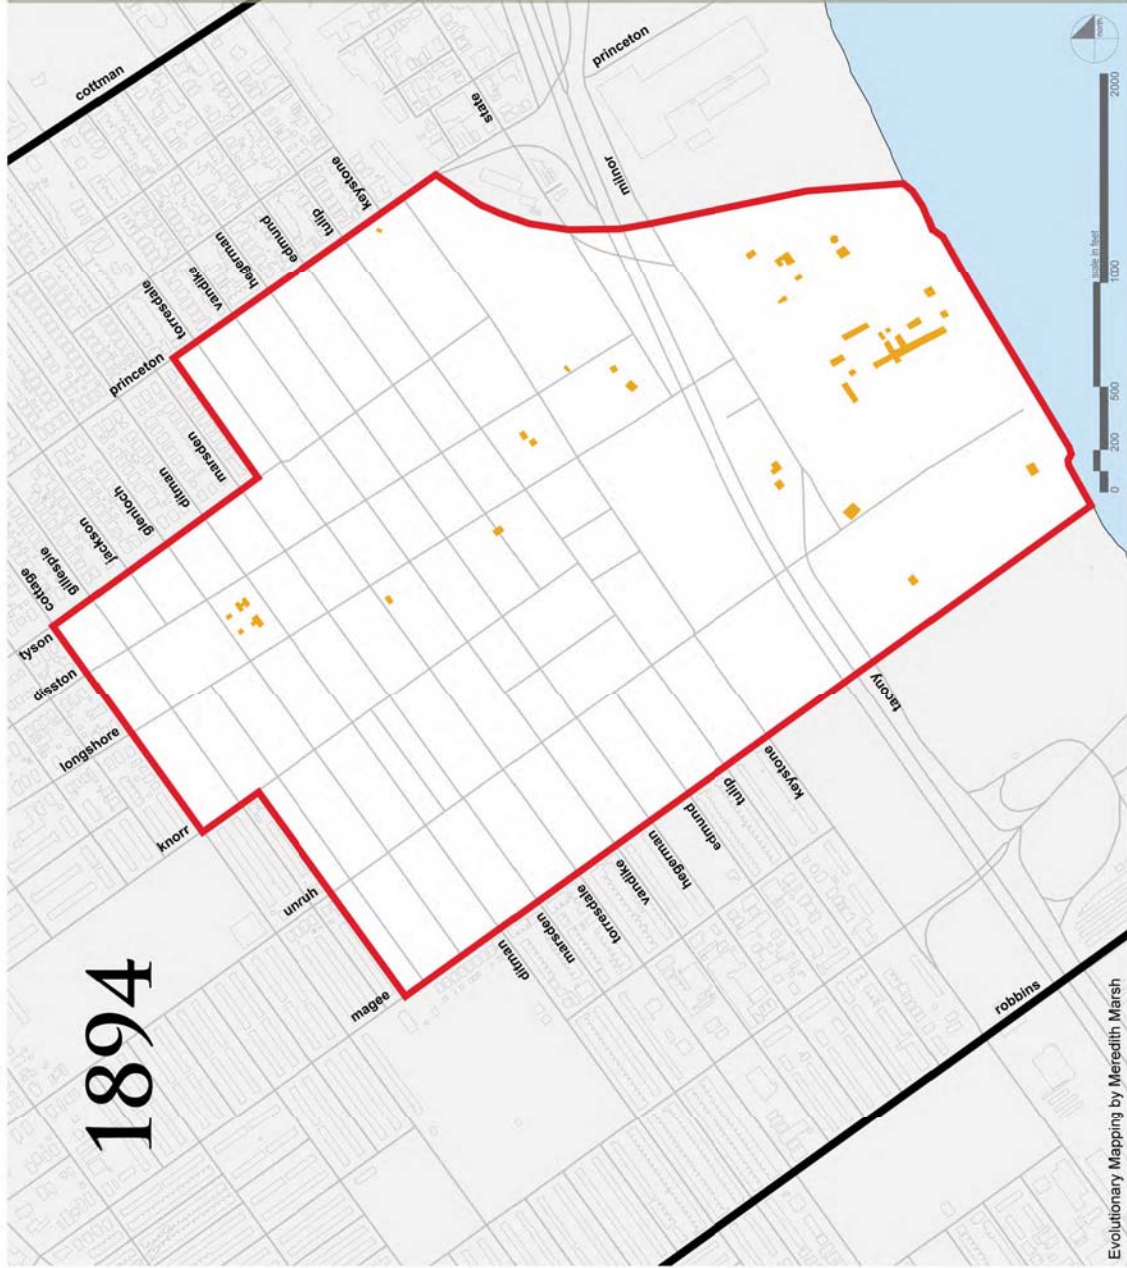 1894
cottman
princeton
state
milnor
keystone
tulip
edmund
hegerman
vandike
torresdale
princeton
marsden
ditman
glenloch
jackson
gillespie
cottage
tyson
disston
longshore
knorr
unruh
magee
ditman
marsden
torresdale
vandike
hegerman
edmund
tulip
keystone
tacony
robbins
north
scale in feet
0 200 500 1000 2000
Evolutionary Mapping by Meredith Marsh